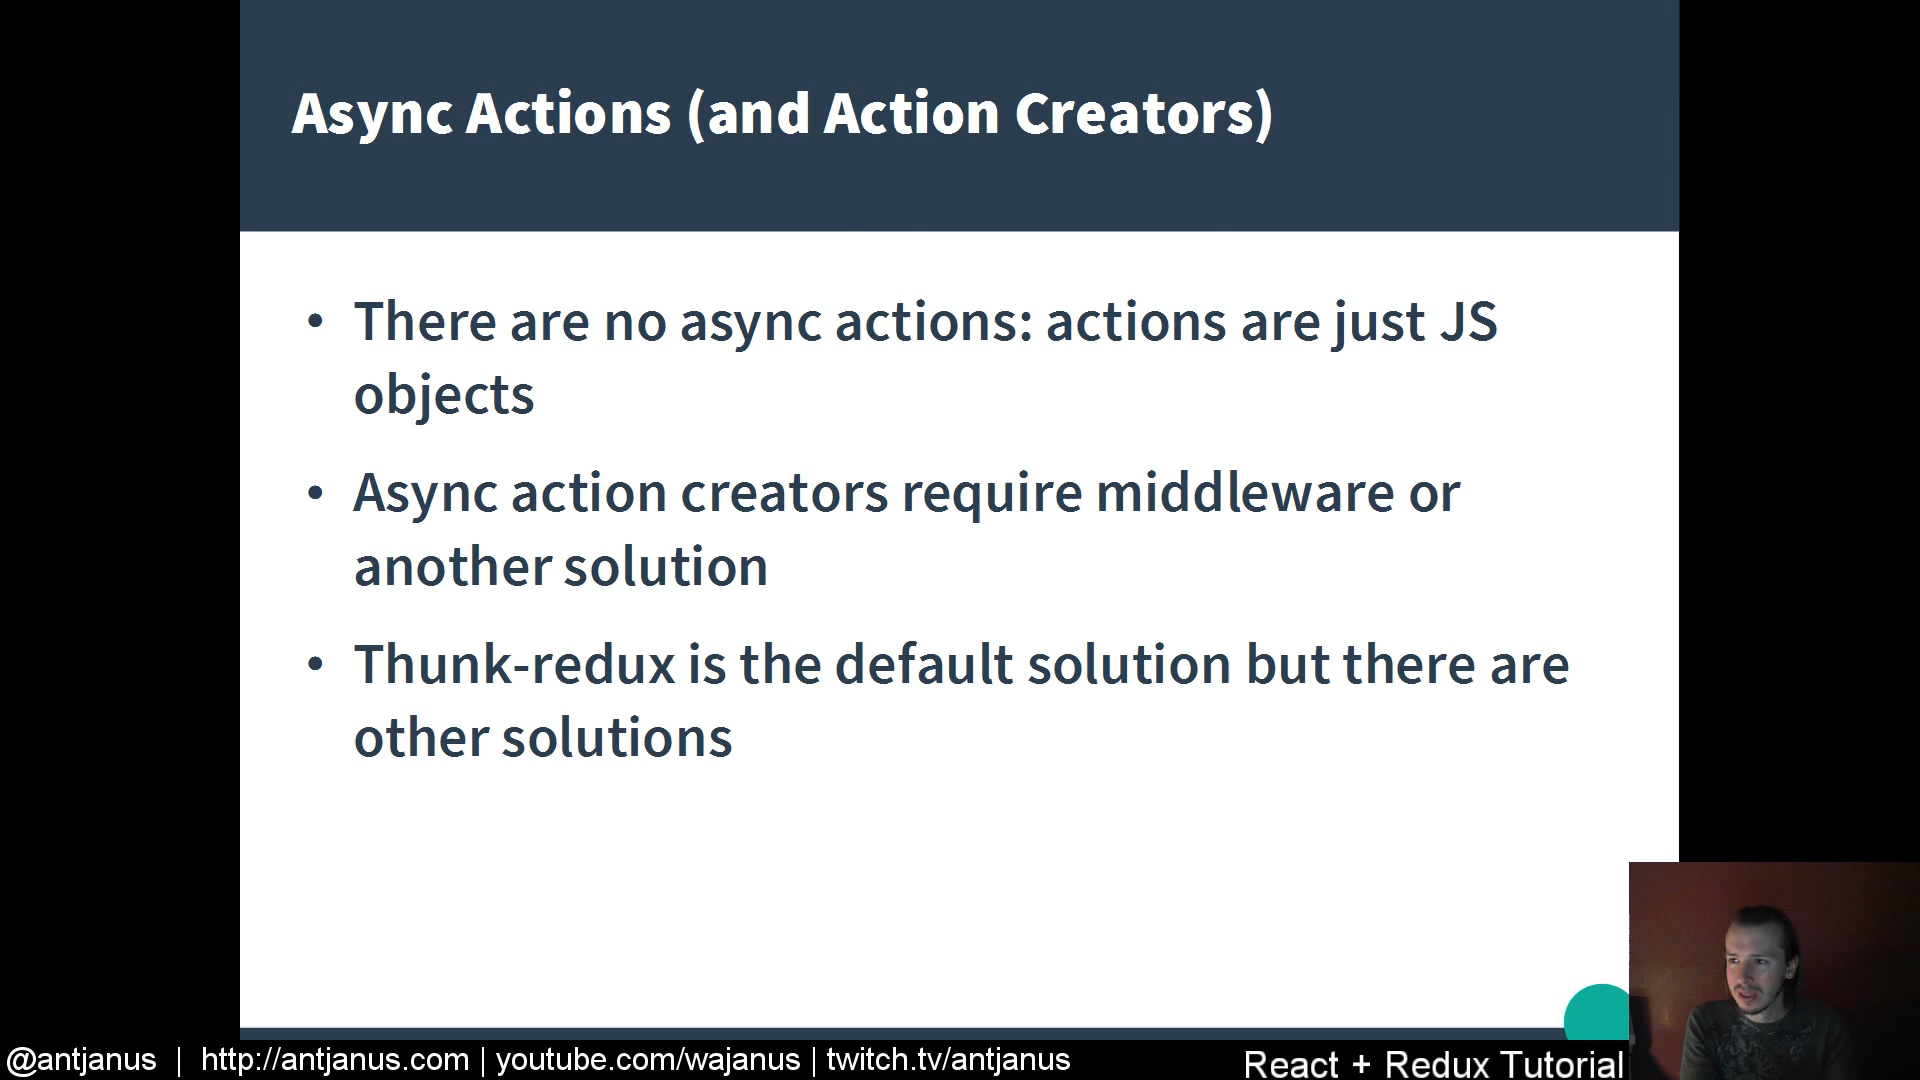 Async Actions (and Action Creators)
• There are no async actions: actions are just JS
objects
• Async action creators require middleware or
another solution
• Thunk-redux is the default solution but there are
other solutions
@antjanus | http://antjanus.com | youtube.com/wajanus | twitch.tv/antjanus
React + Redux Tutorial